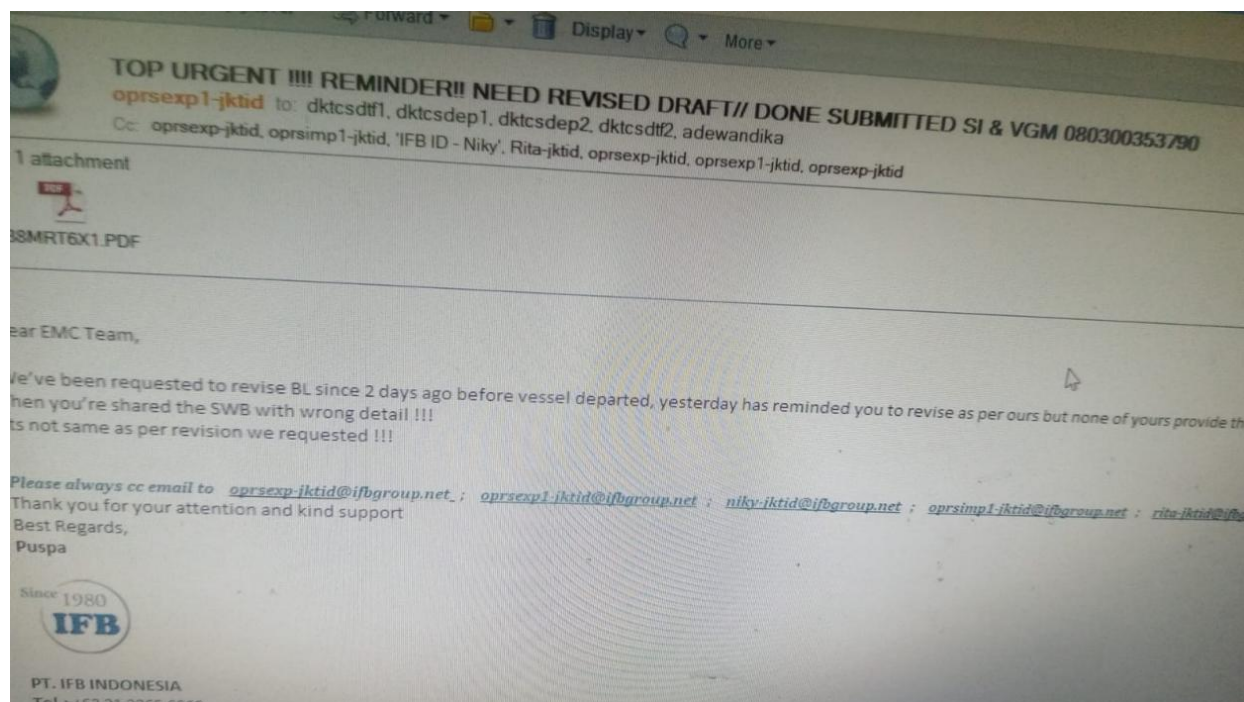 Forward
Display
More
TOP URGENT !!!! REMINDER!! NEED REVISED DRAFT// DONE SUBMITTED SI & VGM 080300353790
oprsexp1-jktid to: dktcsdtf1, dktcsdep1, dktcsdep2, dktcsdtf2, adewandika
Cc: oprsexp-jktid, oprsimp1-jktid, 'IFB ID - Niky', Rita-jktid, oprsexp-jktid, oprsexp1-jktid, oprsexp-jktid
1 attachment
PDF
38MRT6X1.PDF
ear EMC Team,
We've been requested to revise BL since 2 days ago before vessel departed, yesterday has reminded you to revise as per ours but none of yours provide th
hen you're shared the SWB with wrong detail !!!
ts not same as per revision we requested !!!
Please always cc email to oprsexp-jktid@ifbgroup.net ; oprsexp1-jktid@ifbgroup.net ; niky-jktid@ifbgroup.net ; oprsimp1-jktid@ifbgroup.net ; rita-jktid@ifbg
Thank you for your attention and kind support
Best Regards,
Puspa
Since 1980
IFB
PT. IFB INDONESIA